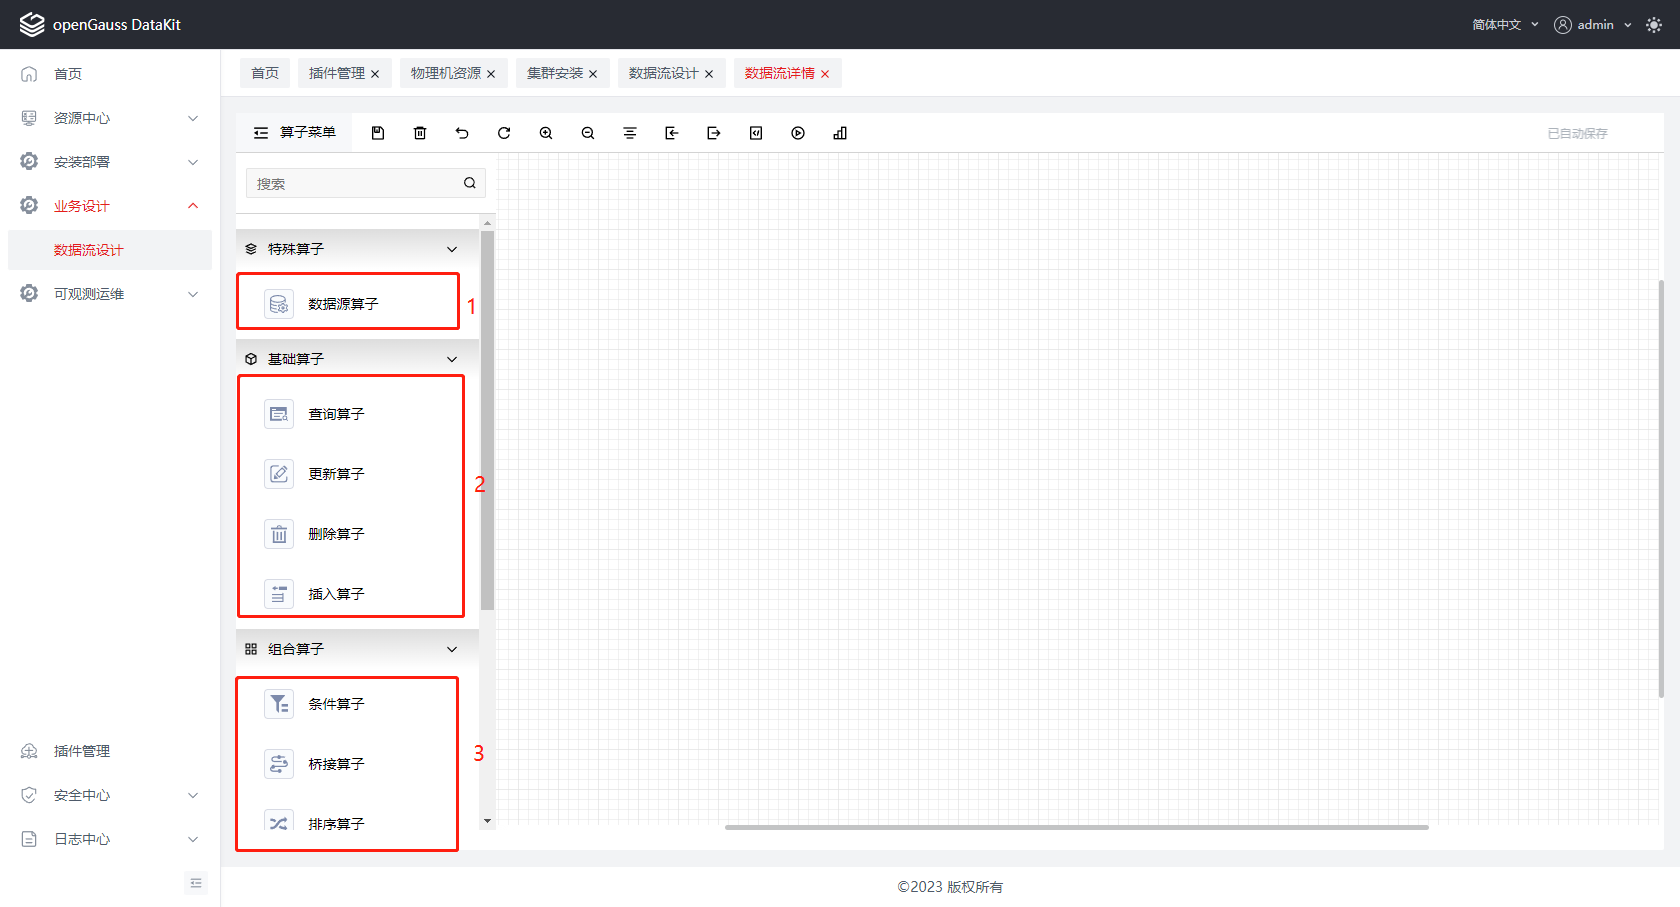 openGauss DataKit
简体中文
admin
首页
资源中心
安装部署
业务设计
数据流设计
可观测运维
插件管理
安全中心
日志中心
首页
插件管理
物理机资源
集群安装
数据流设计
数据流详情
算子菜单
已自动保存
搜索
特殊算子
数据源算子
1
基础算子
查询算子
更新算子
2
删除算子
插入算子
组合算子
条件算子
桥接算子
3
排序算子
©2023 版权所有